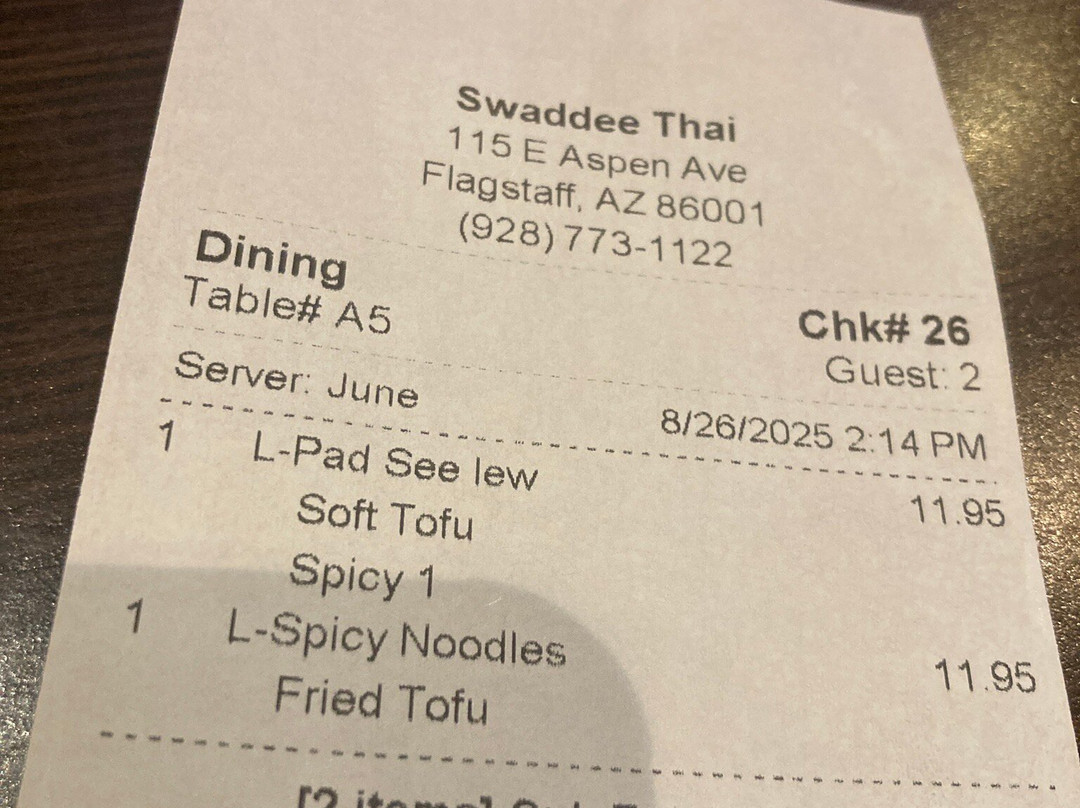 Swaddee Thai
115 E Aspen Ave
Flagstaff, AZ 86001
(928) 773-1122
Dining
Chk# 26
Table# A5
Guest: 2
Server: June
8/26/2025 2:14 PM
1 L-Pad See Iew 11.95
Soft Tofu
Spicy 1
1 L-Spicy Noodles 11.95
Fried Tofu
[2 items]